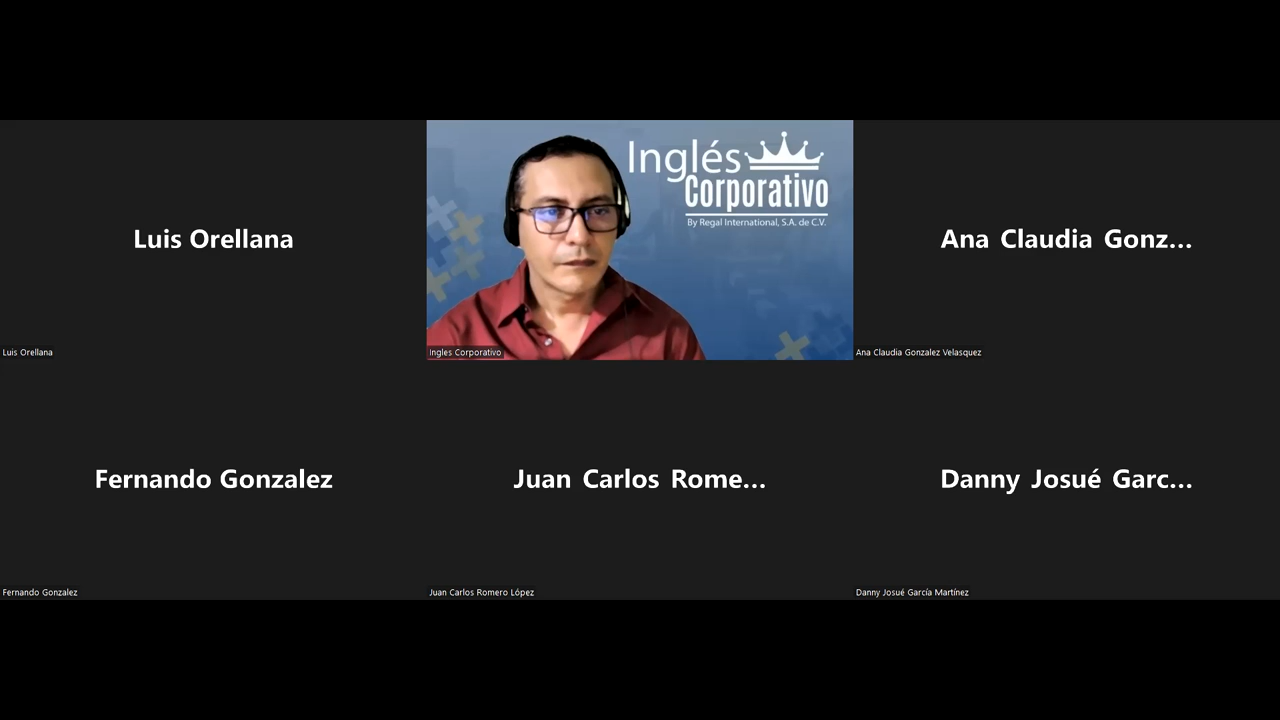 Luis Orellana
Luis Orellana
Inglés
Corporativo
By Regal International, S.A. de C.V.
Ingles Corporativo
Ana Claudia Gonz...
Ana Claudia Gonzalez Velasquez
Fernando Gonzalez
Fernando Gonzalez
Juan Carlos Rome...
Juan Carlos Romero López
Danny Josué Garc...
Danny Josué García Martínez